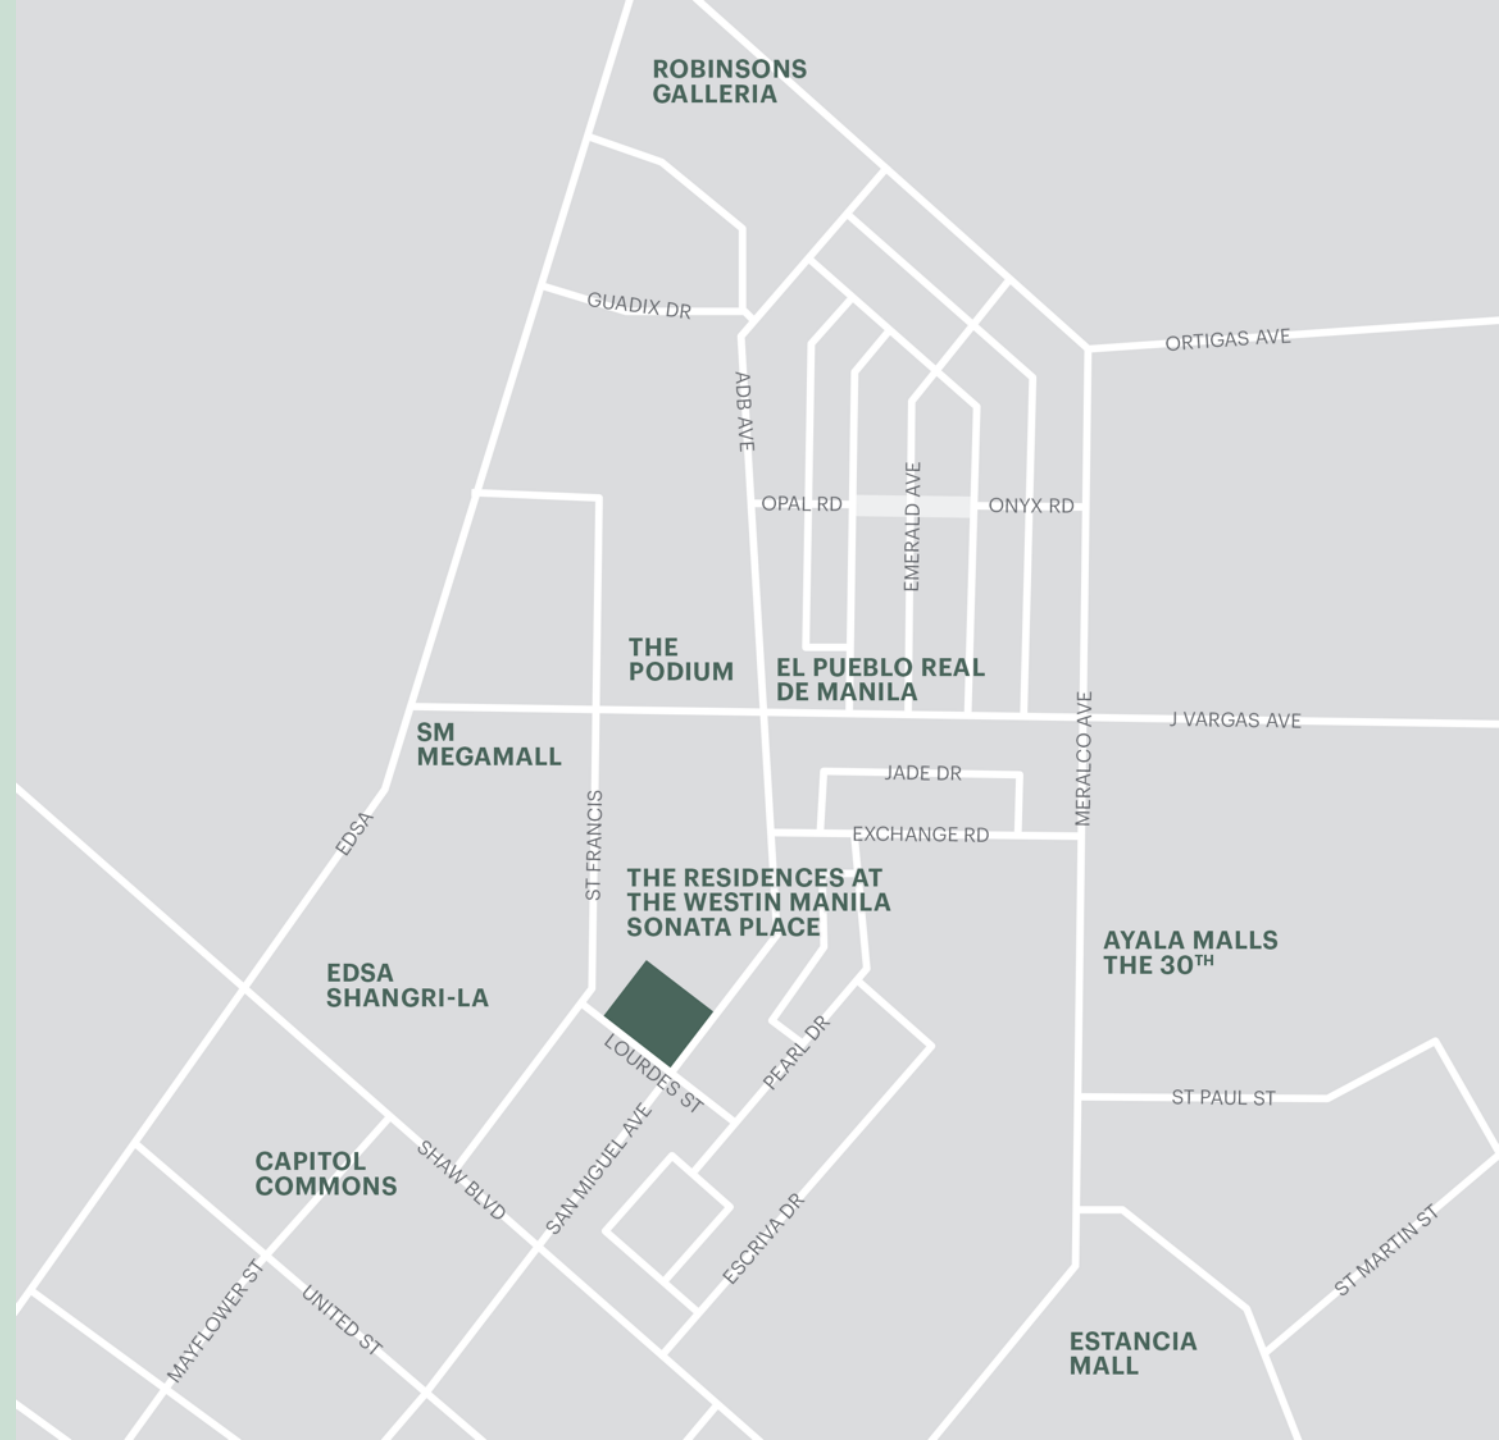 ROBINSONS
GALLERIA
GUADIX DR
ORTIGAS AVE
ADB AVE
OPAL RD
EMERALD AVE
ONYX RD
THE
PODIUM
EL PUEBLO REAL
DE MANILA
SM
MEGAMALL
J VARGAS AVE
MERALCO AVE
JADE DR
EXCHANGE RD
EDSA
ST FRANCIS
THE RESIDENCES AT
THE WESTIN MANILA
SONATA PLACE
AYALA MALLS
THE 30TH
EDSA
SHANGRI-LA
LOURDES ST
PEARL DR
ST PAUL ST
CAPITOL
COMMONS
SHAW BLVD
SAN MIGUEL AVE
ESCRIVA DR
ST MARTIN ST
MAYFLOWER ST
UNITED ST
ESTANCIA
MALL